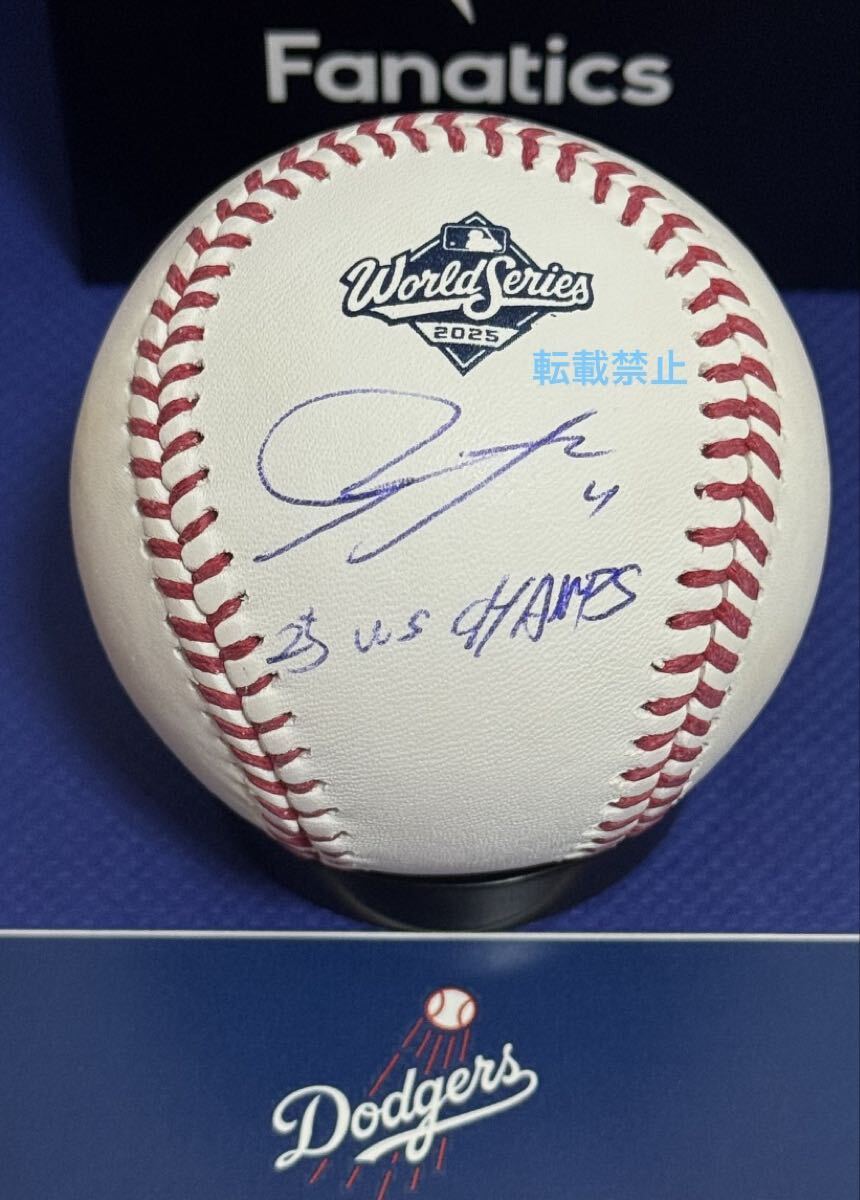 Fanatics
World Series
2025
転載禁止
4
25 WS CHAMPS
Dodgers